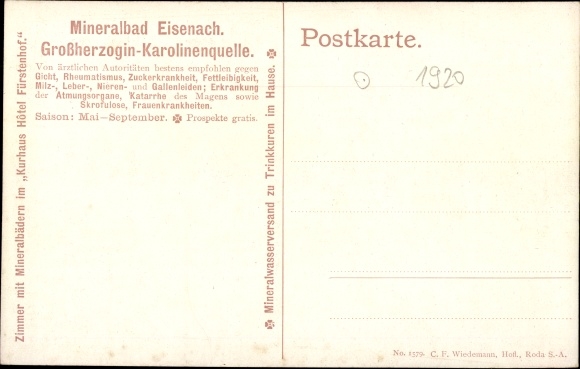 Mineralbad Eisenach.
Großherzogin-Karolinenquelle.
Von ärztlichen Autoritäten bestens empfohlen gegen
Gicht, Rheumatismus, Zuckerkrankheit, Fettleibigkeit,
Milz-, Leber-, Nieren- und Gallenleiden; Erkrankung
der Atmungsorgane, Katarrhe des Magens sowie
Skrofulose, Frauenkrankheiten.
Saison: Mai–September. Prospekte gratis.
Zimmer mit Mineralbädern im „Kurhaus Hôtel Fürstenhof."
Mineralwasserversand zu Trinkkuren im Hause.
Postkarte.
1920
No. 1379. C. F. Wiedemann, Hofl., Roda S.-A.